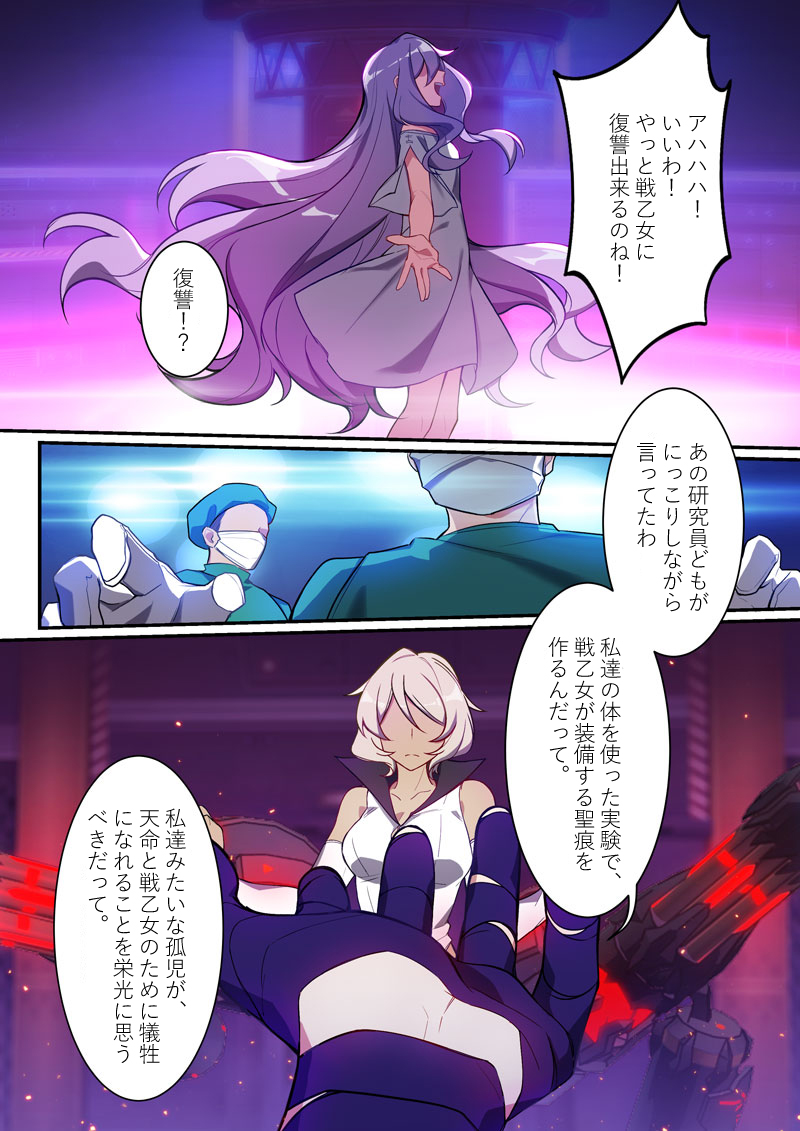 アハハハ！
いいわ！
やっと戦乙女に
復讐出来るのね！
復讐！？
あの研究員どもが
にっこりしながら
言ってたわ
私達の体を使った実験で、
戦乙女が装備する聖痕を
作るんだって。
私達みたいな孤児が、
天命と戦乙女のために犠牲
になれることを栄光に思う
べきだって。